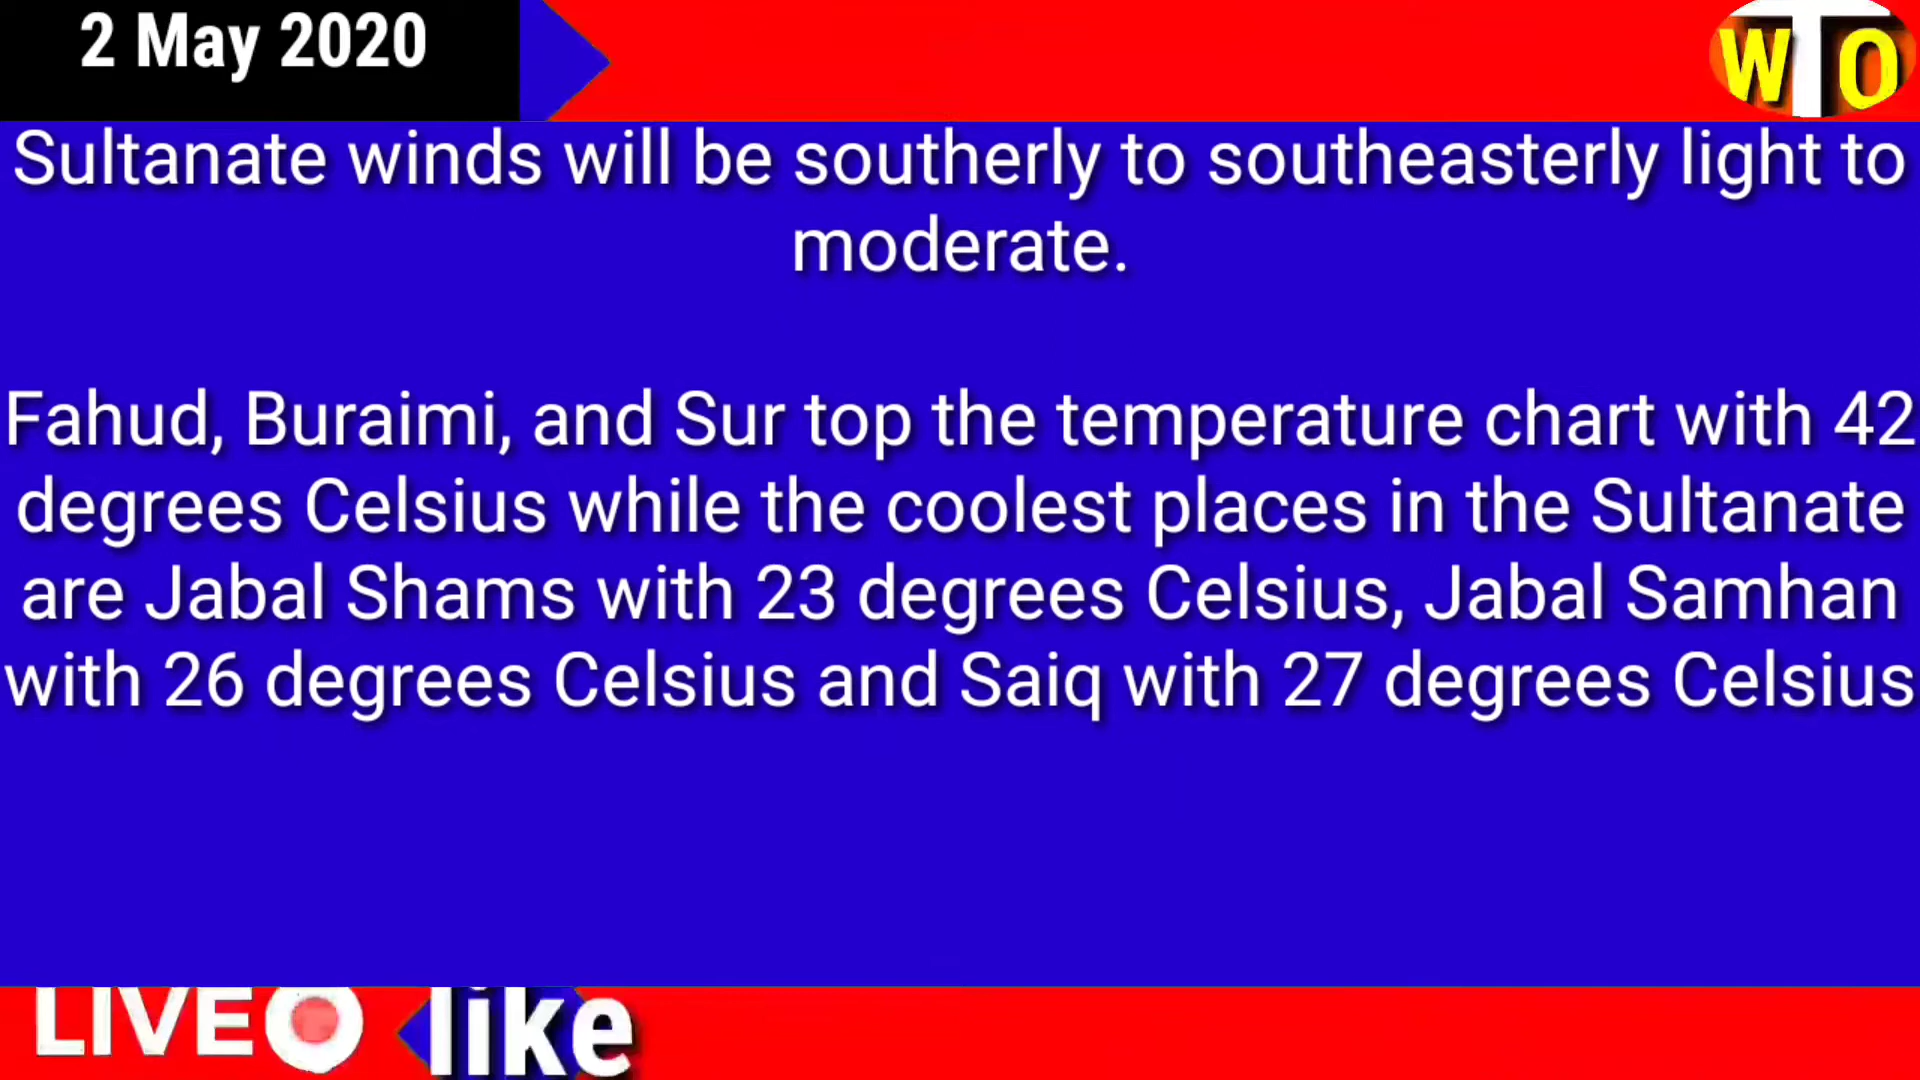 2 May 2020
WTO
Sultanate winds will be southerly to southeasterly light to
moderate.
Fahud, Buraimi, and Sur top the temperature chart with 42
degrees Celsius while the coolest places in the Sultanate
are Jabal Shams with 23 degrees Celsius, Jabal Samhan
with 26 degrees Celsius and Saiq with 27 degrees Celsius
LIVE
like